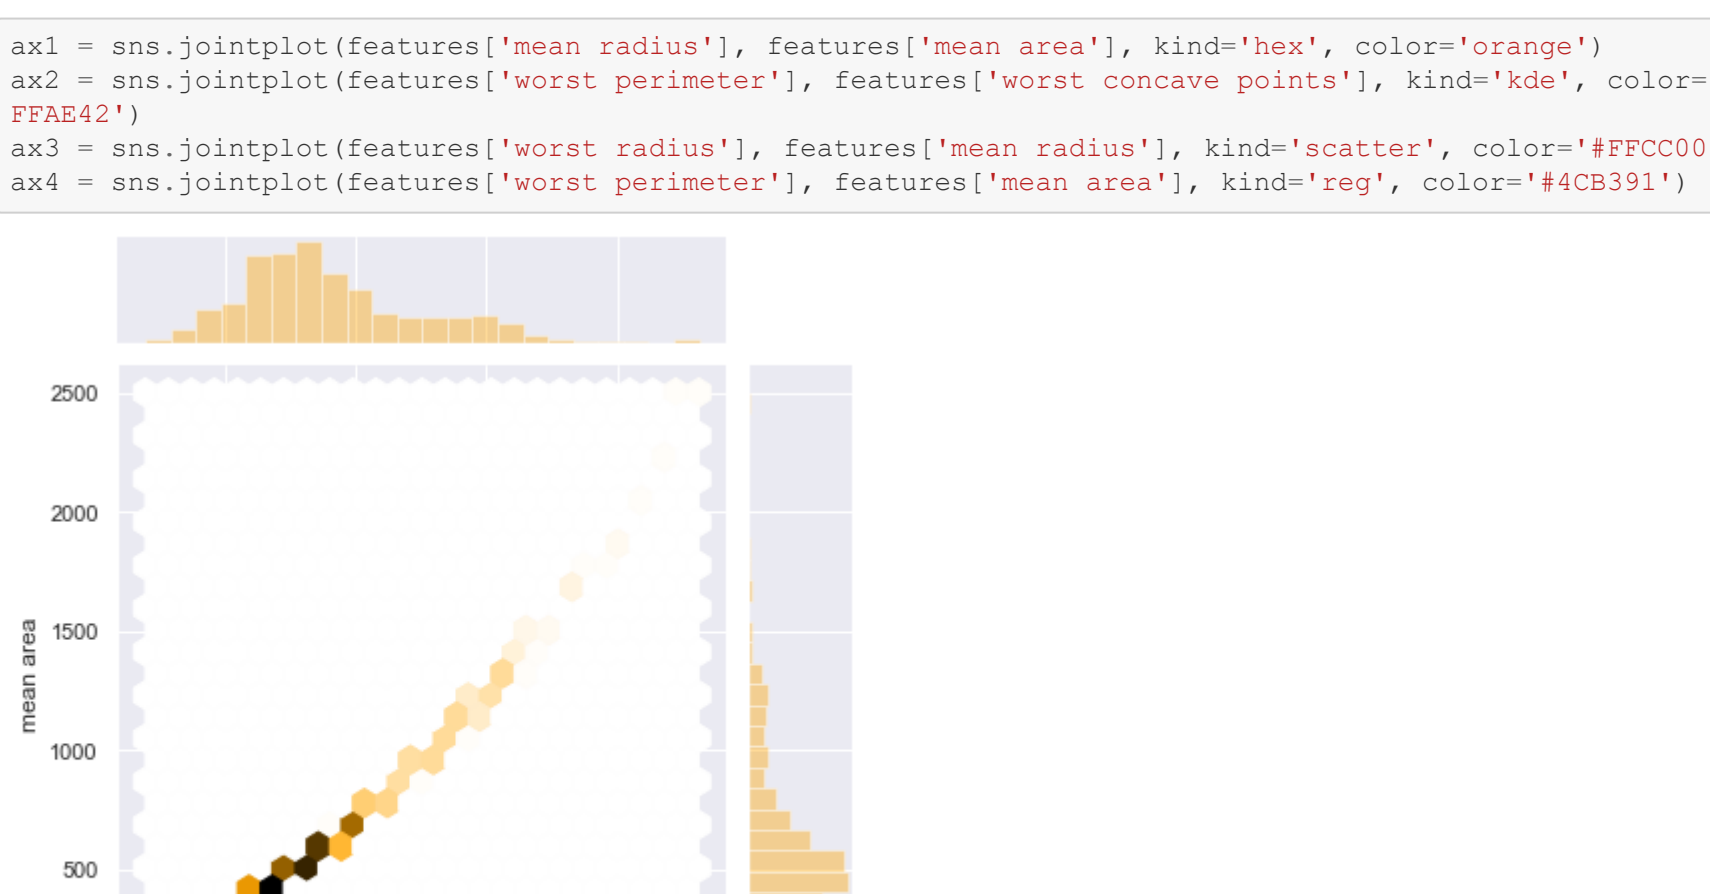 ax1 = sns.jointplot(features['mean radius'], features['mean area'], kind='hex', color='orange')
ax2 = sns.jointplot(features['worst perimeter'], features['worst concave points'], kind='kde', color=
FFAE42')
ax3 = sns.jointplot(features['worst radius'], features['mean radius'], kind='scatter', color='#FFCC00
ax4 = sns.jointplot(features['worst perimeter'], features['mean area'], kind='reg', color='#4CB391')
2500
2000
1500
mean area
1000
500